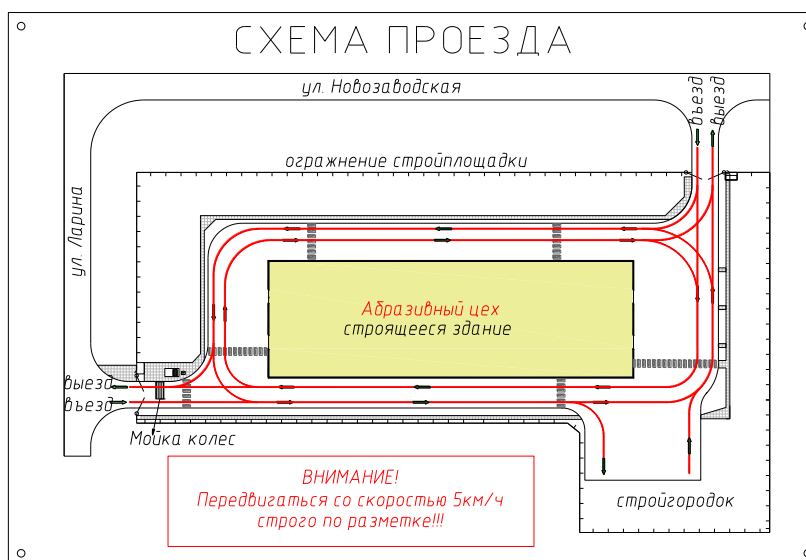 СХЕМА ПРОЕЗДА
ул. Новозаводская
въезд
выезд
огражнение стройплощадки
ул. Ларина
Абразивный цех
строящееся здание
выезд
въезд
Мойка колес
ВНИМАНИЕ!
Передвигаться со скоростью 5км/ч
строго по разметке!!!
стройгородок